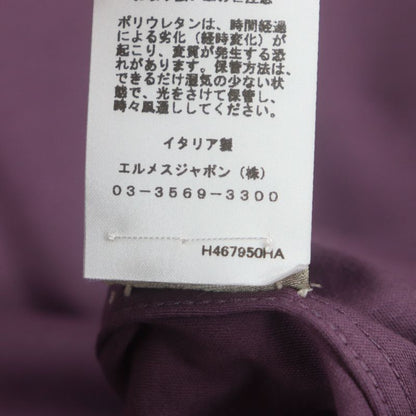 ポリウレタンは、時間経過
による劣化（経時変化）が
起こり、変質が発生する恐
れがあります。保管方法は、
できるだけ湿気の少ない状
態で、光をさけて保管し、
時々風通ししてください。
イタリア製
エルメスジャポン（株）
03-3569-3300
H467950HA